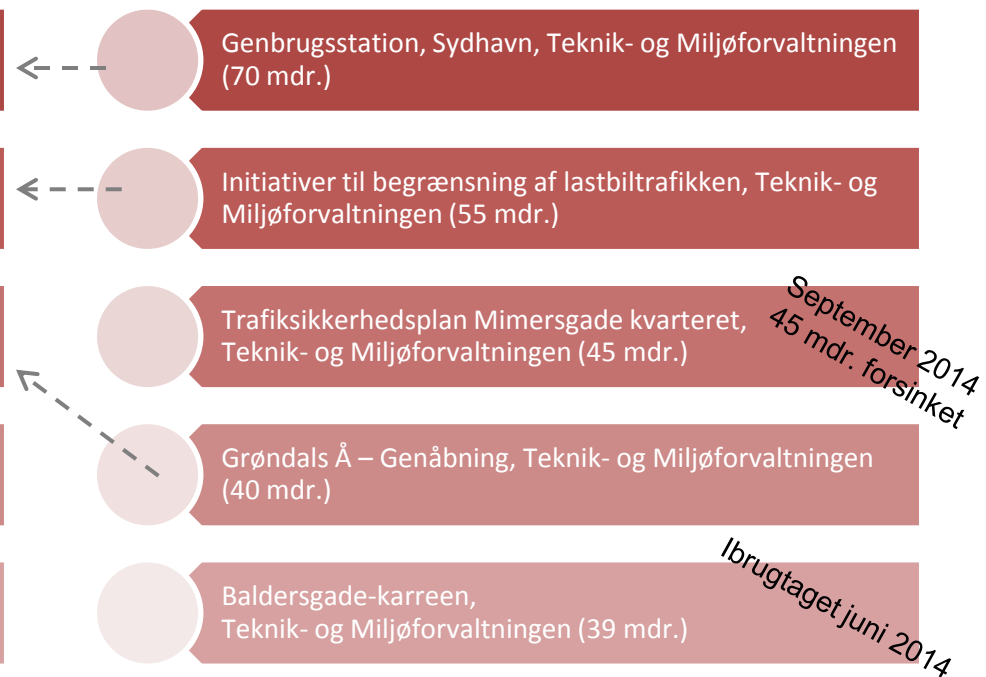 Genbrugsstation, Sydhavn, Teknik- og Miljøforvaltningen
(70 mdr.)
Initiativer til begrænsning af lastbiltrafikken, Teknik- og
Miljøforvaltningen (55 mdr.)
Trafiksikkerhedsplan Mimersgade kvarteret,
Teknik- og Miljøforvaltningen (45 mdr.)
September 2014
45 mdr. forsinket
Grøndals Å – Genåbning, Teknik- og Miljøforvaltningen
(40 mdr.)
Baldersgade-karreen,
Teknik- og Miljøforvaltningen (39 mdr.)
Ibrugtaget juni 2014